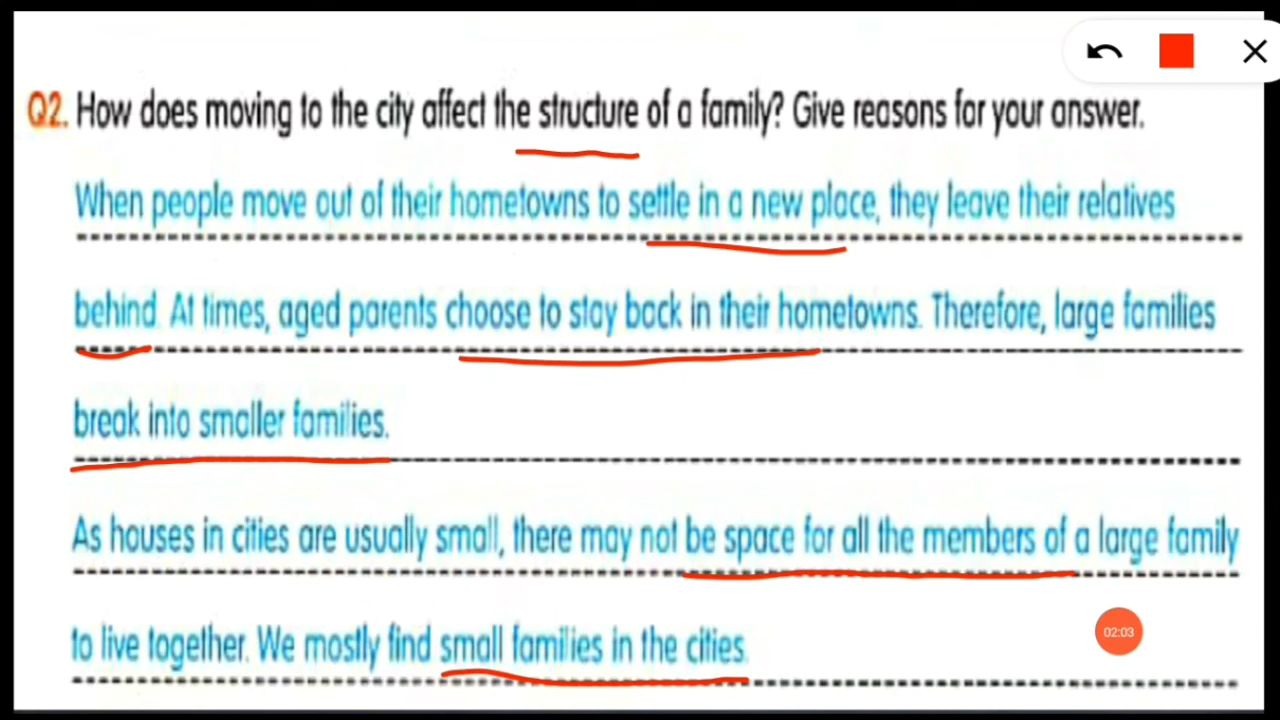 Q2. How does moving to the city affect the structure of a family? Give reasons for your answer.
When people move out of their hometowns to settle in a new place, they leave their relatives
behind. At times, aged parents choose to stay back in their hometowns. Therefore, large families
break into smaller families.
As houses in cities are usually small, there may not be space for all the members of a large family
to live together. We mostly find small families in the cities.
02:03